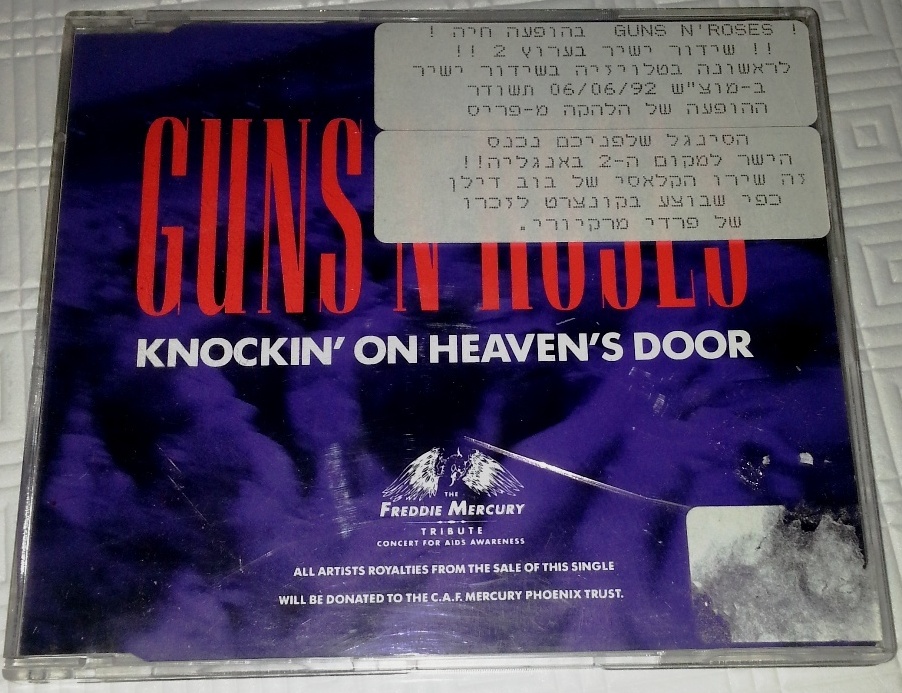 ! GUNS N'ROSES בהופעה חיה !
!! שידור ישיר בערוץ 2 !!
לראשונה בטלויזיה בשידור ישיר
ב-מוצ"ש 06/06/92 תשודר
ההופעה של הלהקה מ-פריס
הסינגל שלפניכם נכנס
הישר למקום ה-2 באנגליה!!
זה שירו הקלאסי של בוב דילן
כפי שבוצע בקונצרט לזכרו
של פרדי מרקיורי.
GUNS N' ROSES
KNOCKIN' ON HEAVEN'S DOOR
THE
FREDDIE MERCURY
TRIBUTE
CONCERT FOR AIDS AWARENESS
ALL ARTISTS ROYALTIES FROM THE SALE OF THIS SINGLE
WILL BE DONATED TO THE C.A.F. MERCURY PHOENIX TRUST.